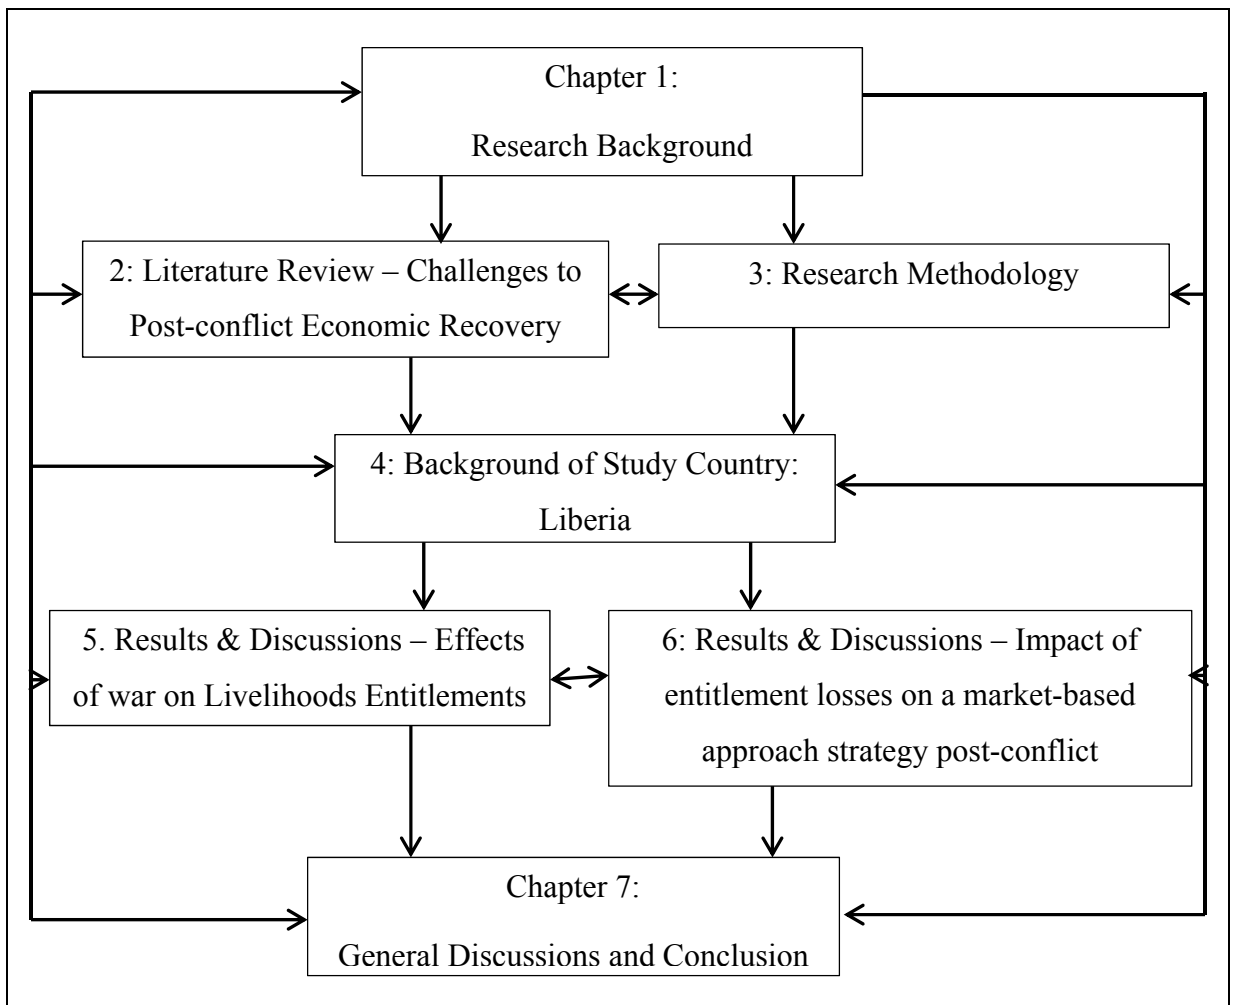 Chapter 1:
Research Background
2: Literature Review – Challenges to
Post-conflict Economic Recovery
3: Research Methodology
4: Background of Study Country:
Liberia
5. Results & Discussions – Effects
of war on Livelihoods Entitlements
6: Results & Discussions – Impact of
entitlement losses on a market-based
approach strategy post-conflict
Chapter 7:
General Discussions and Conclusion